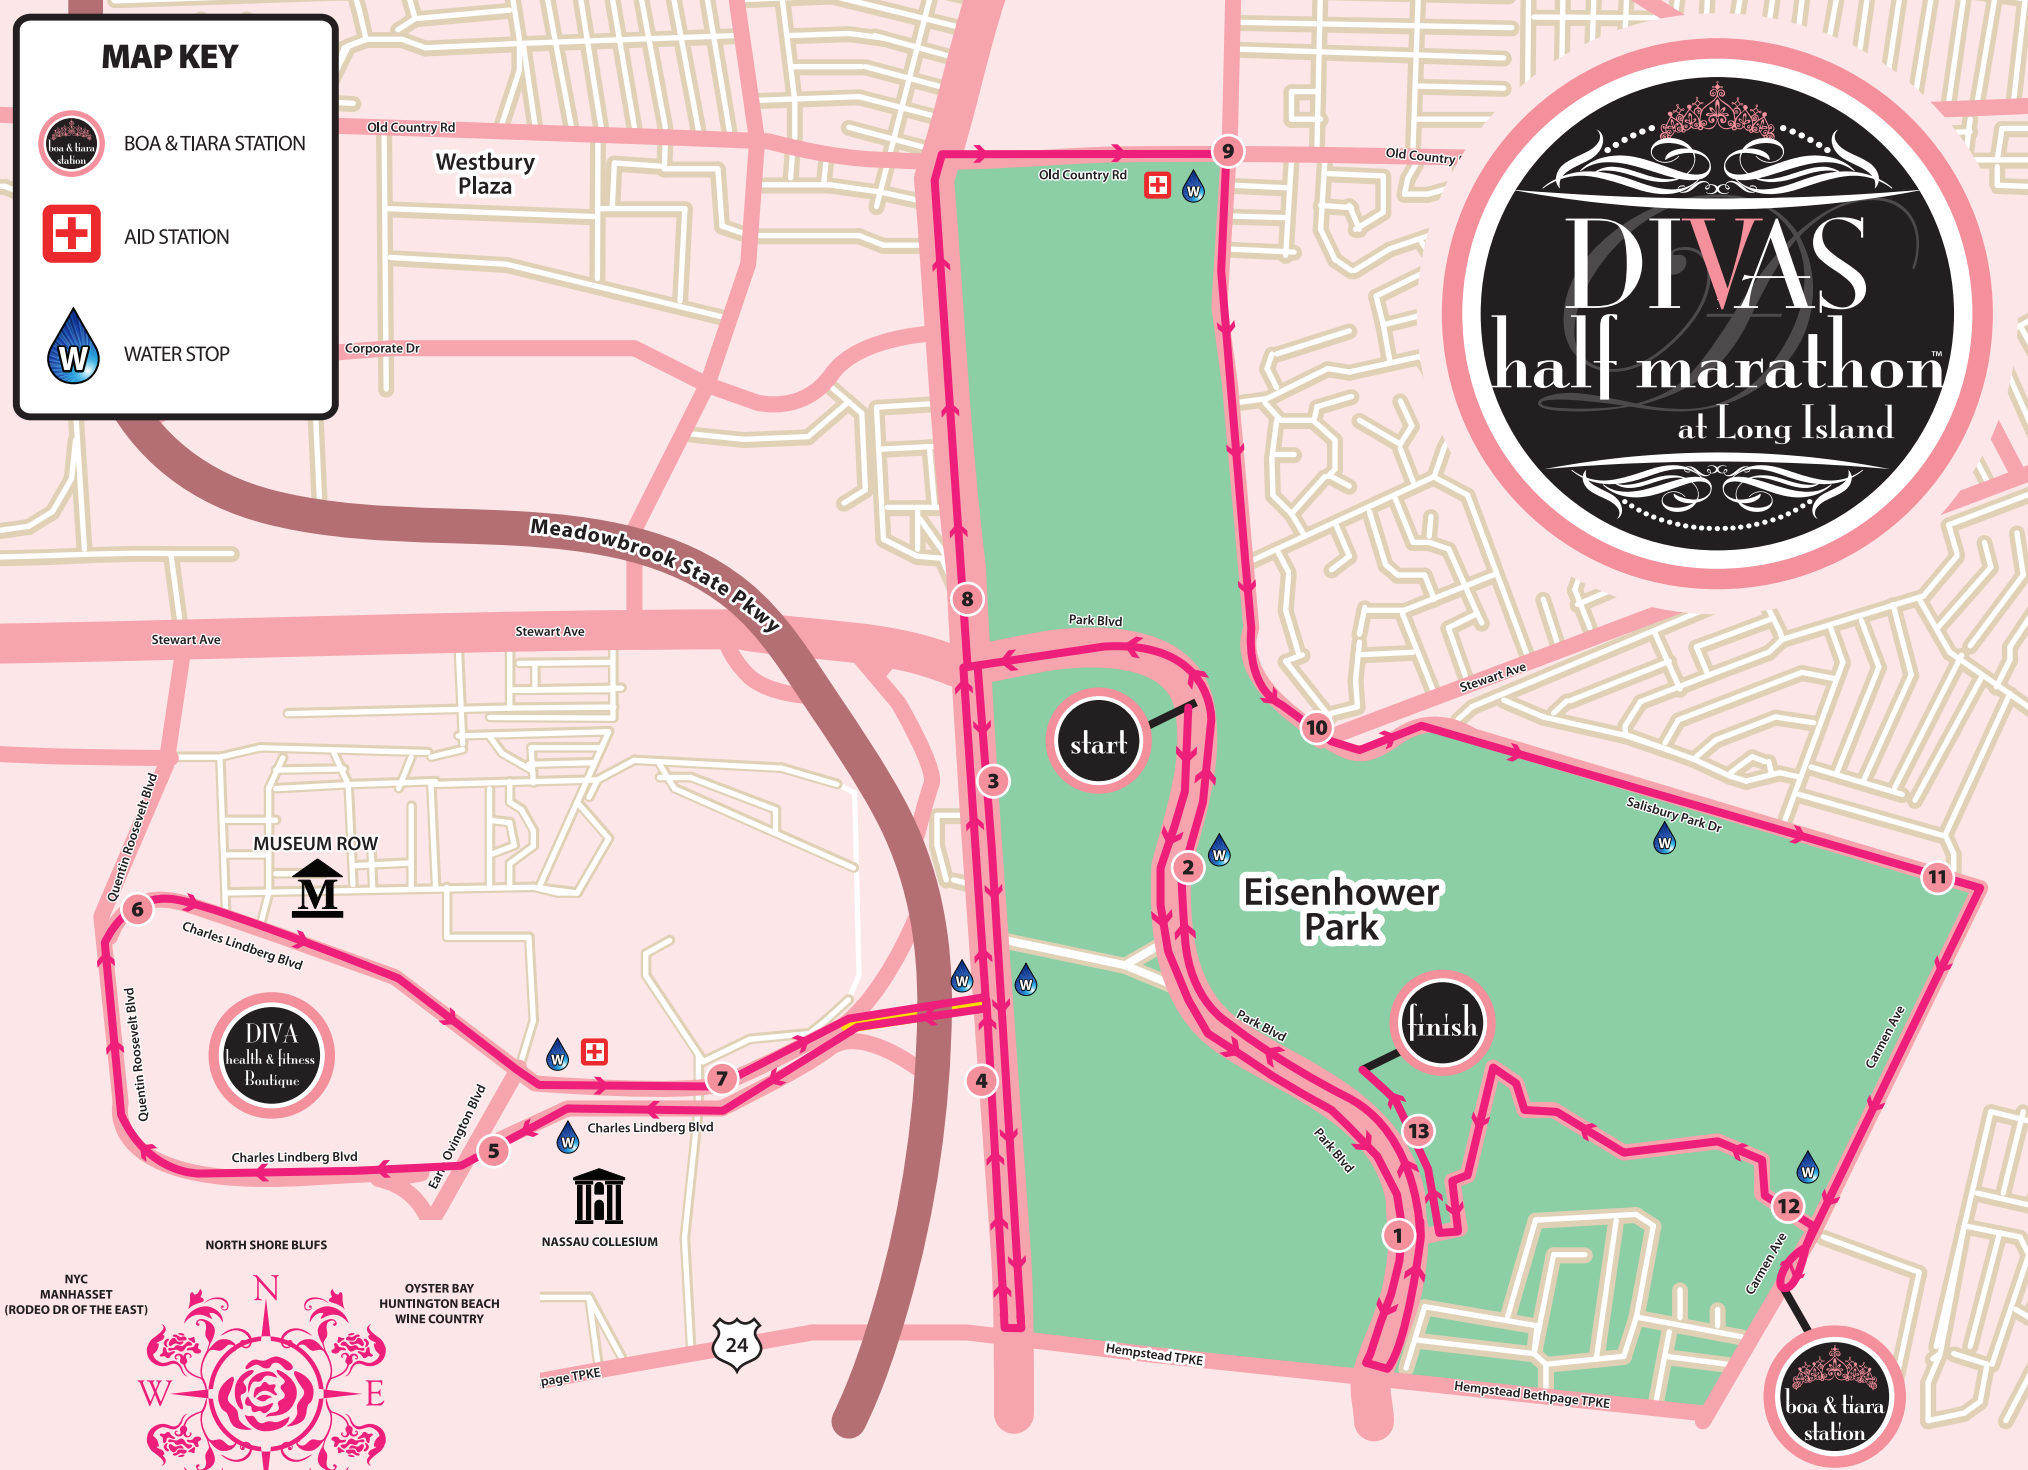 MAP KEY
boa & tiara
station
BOA & TIARA STATION
AID STATION
W
WATER STOP
DIVAS
half marathon™
at Long Island
Old Country Rd
Westbury
Plaza
Old Country Rd
W
9
Old Country
Corporate Dr
Meadowbrook State Pkwy
8
Stewart Ave
Stewart Ave
Park Blvd
Stewart Ave
start
10
3
Salisbury Park Dr
W
Quentin Roosevelt Blvd
MUSEUM ROW
M
2
W
Eisenhower
Park
11
6
Charles Lindberg Blvd
W
W
finish
Park Blvd
Carmen Ave
Quentin Roosevelt Blvd
DIVA
health & fitness
Boutique
W
7
4
13
Park Blvd
5
W
Charles Lindberg Blvd
Charles Lindberg Blvd
Ovington Blvd
W
12
1
NASSAU COLLESIUM
Carmen Ave
NORTH SHORE BLUFS
NYC
MANHASSET
(RODEO DR OF THE EAST)
OYSTER BAY
HUNTINGTON BEACH
WINE COUNTRY
N
W
E
24
page TPKE
Hempstead TPKE
Hempstead Bethpage TPKE
boa & tiara
station